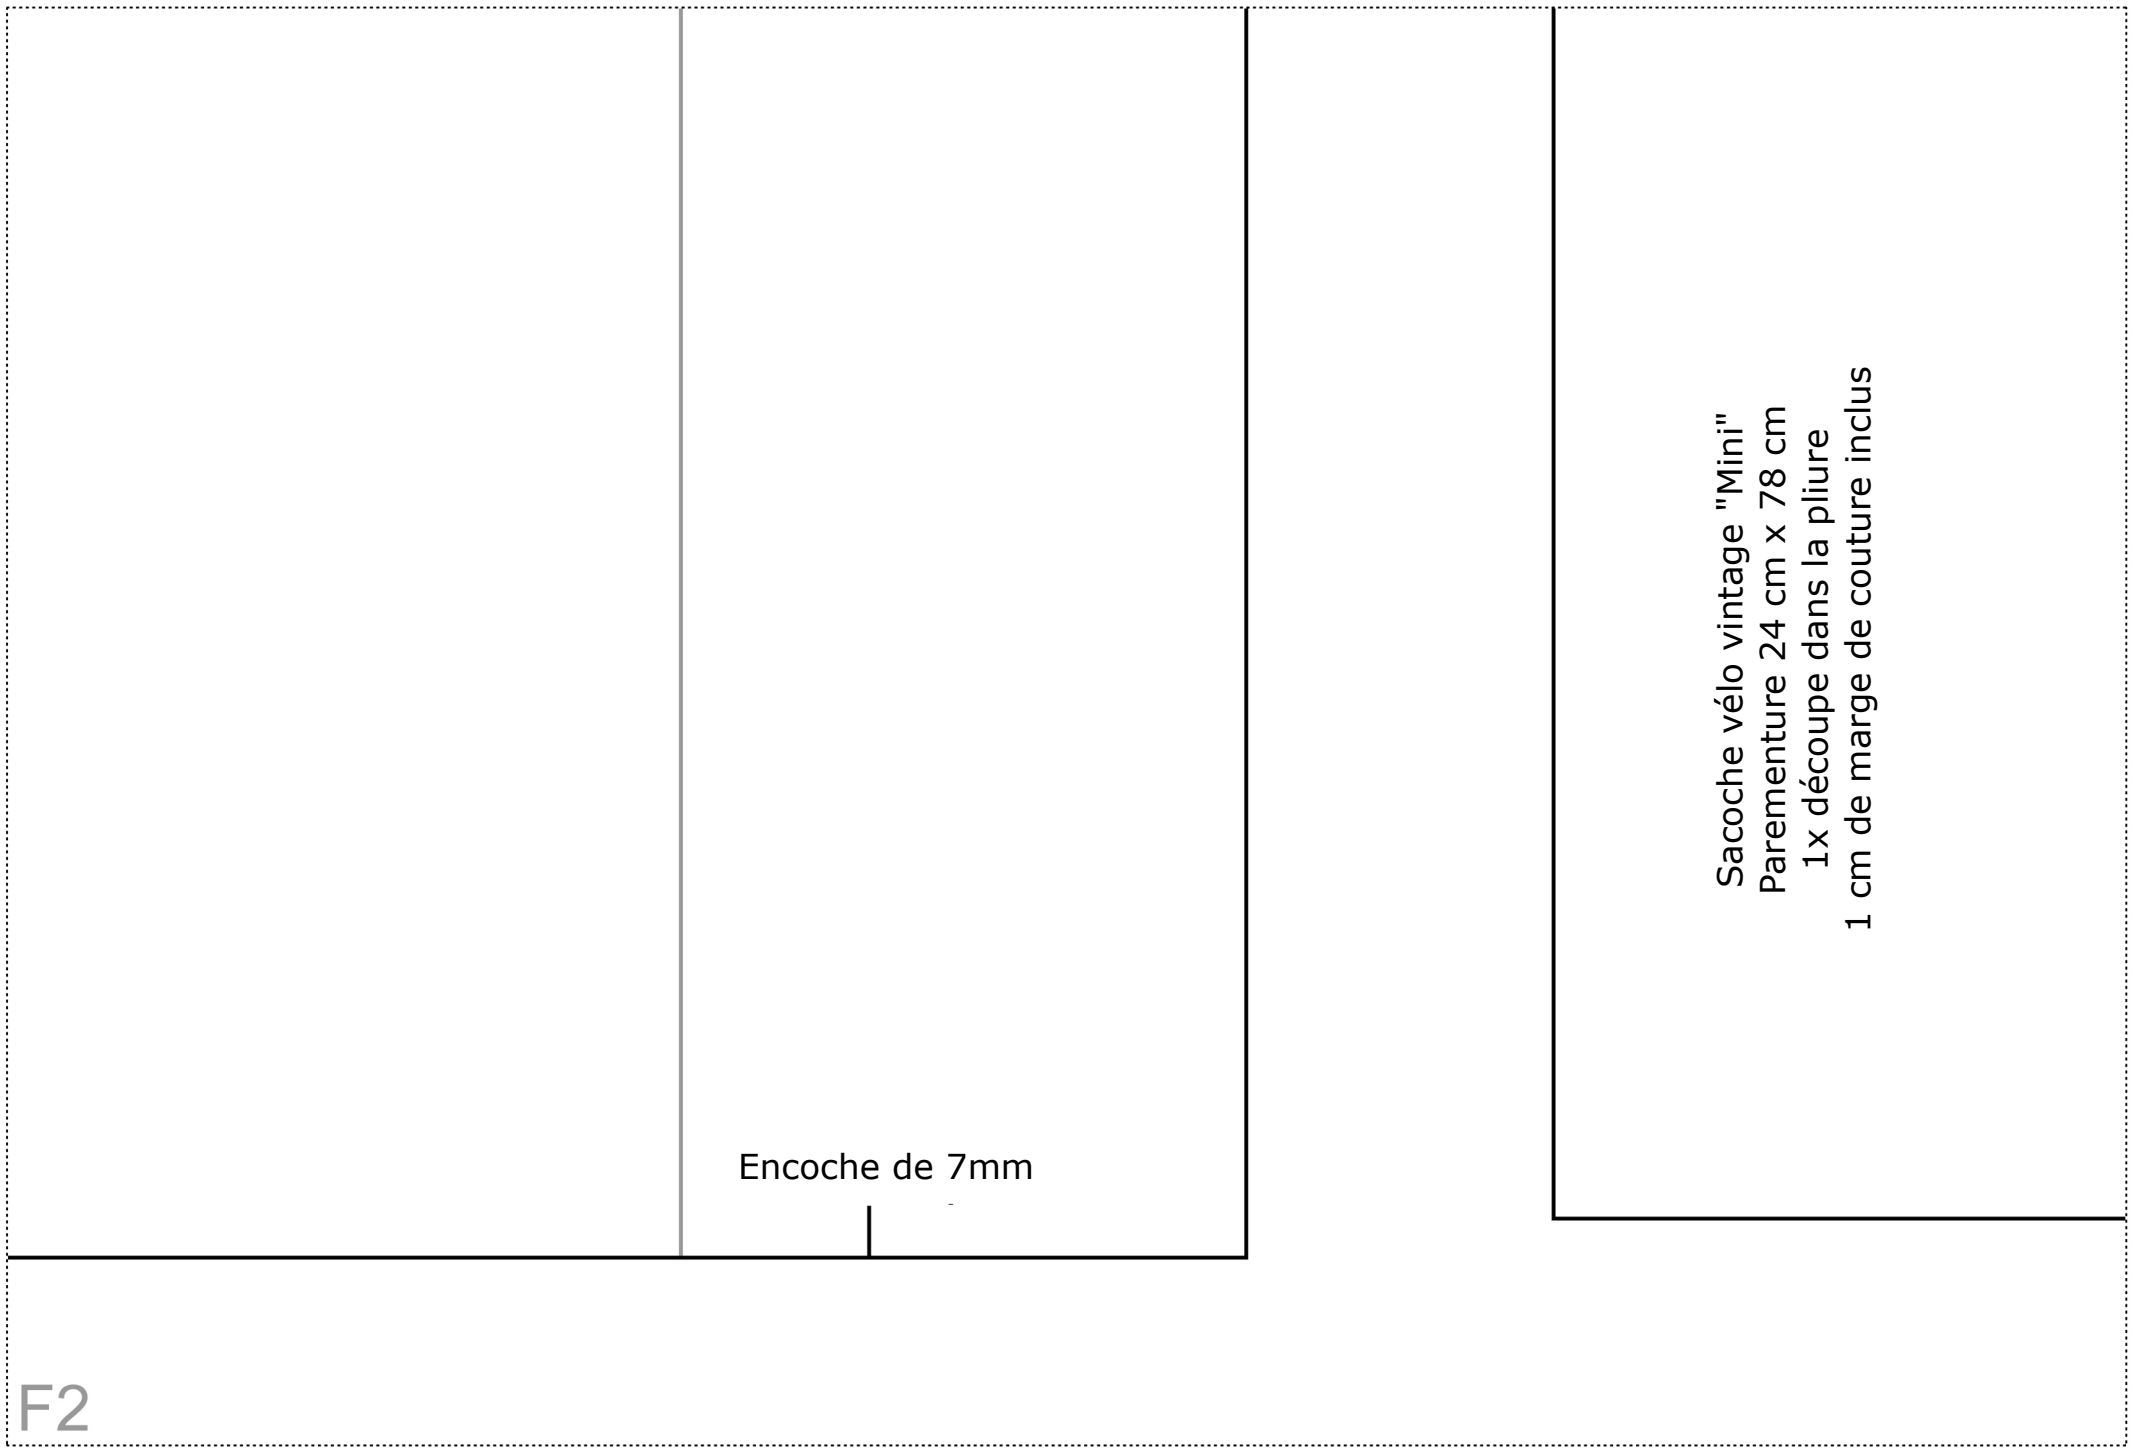 Encoche de 7mm
Sacoche vélo vintage "Mini"
Parementure 24 cm x 78 cm
1x découpe dans la pliure
1 cm de marge de couture inclus
F2